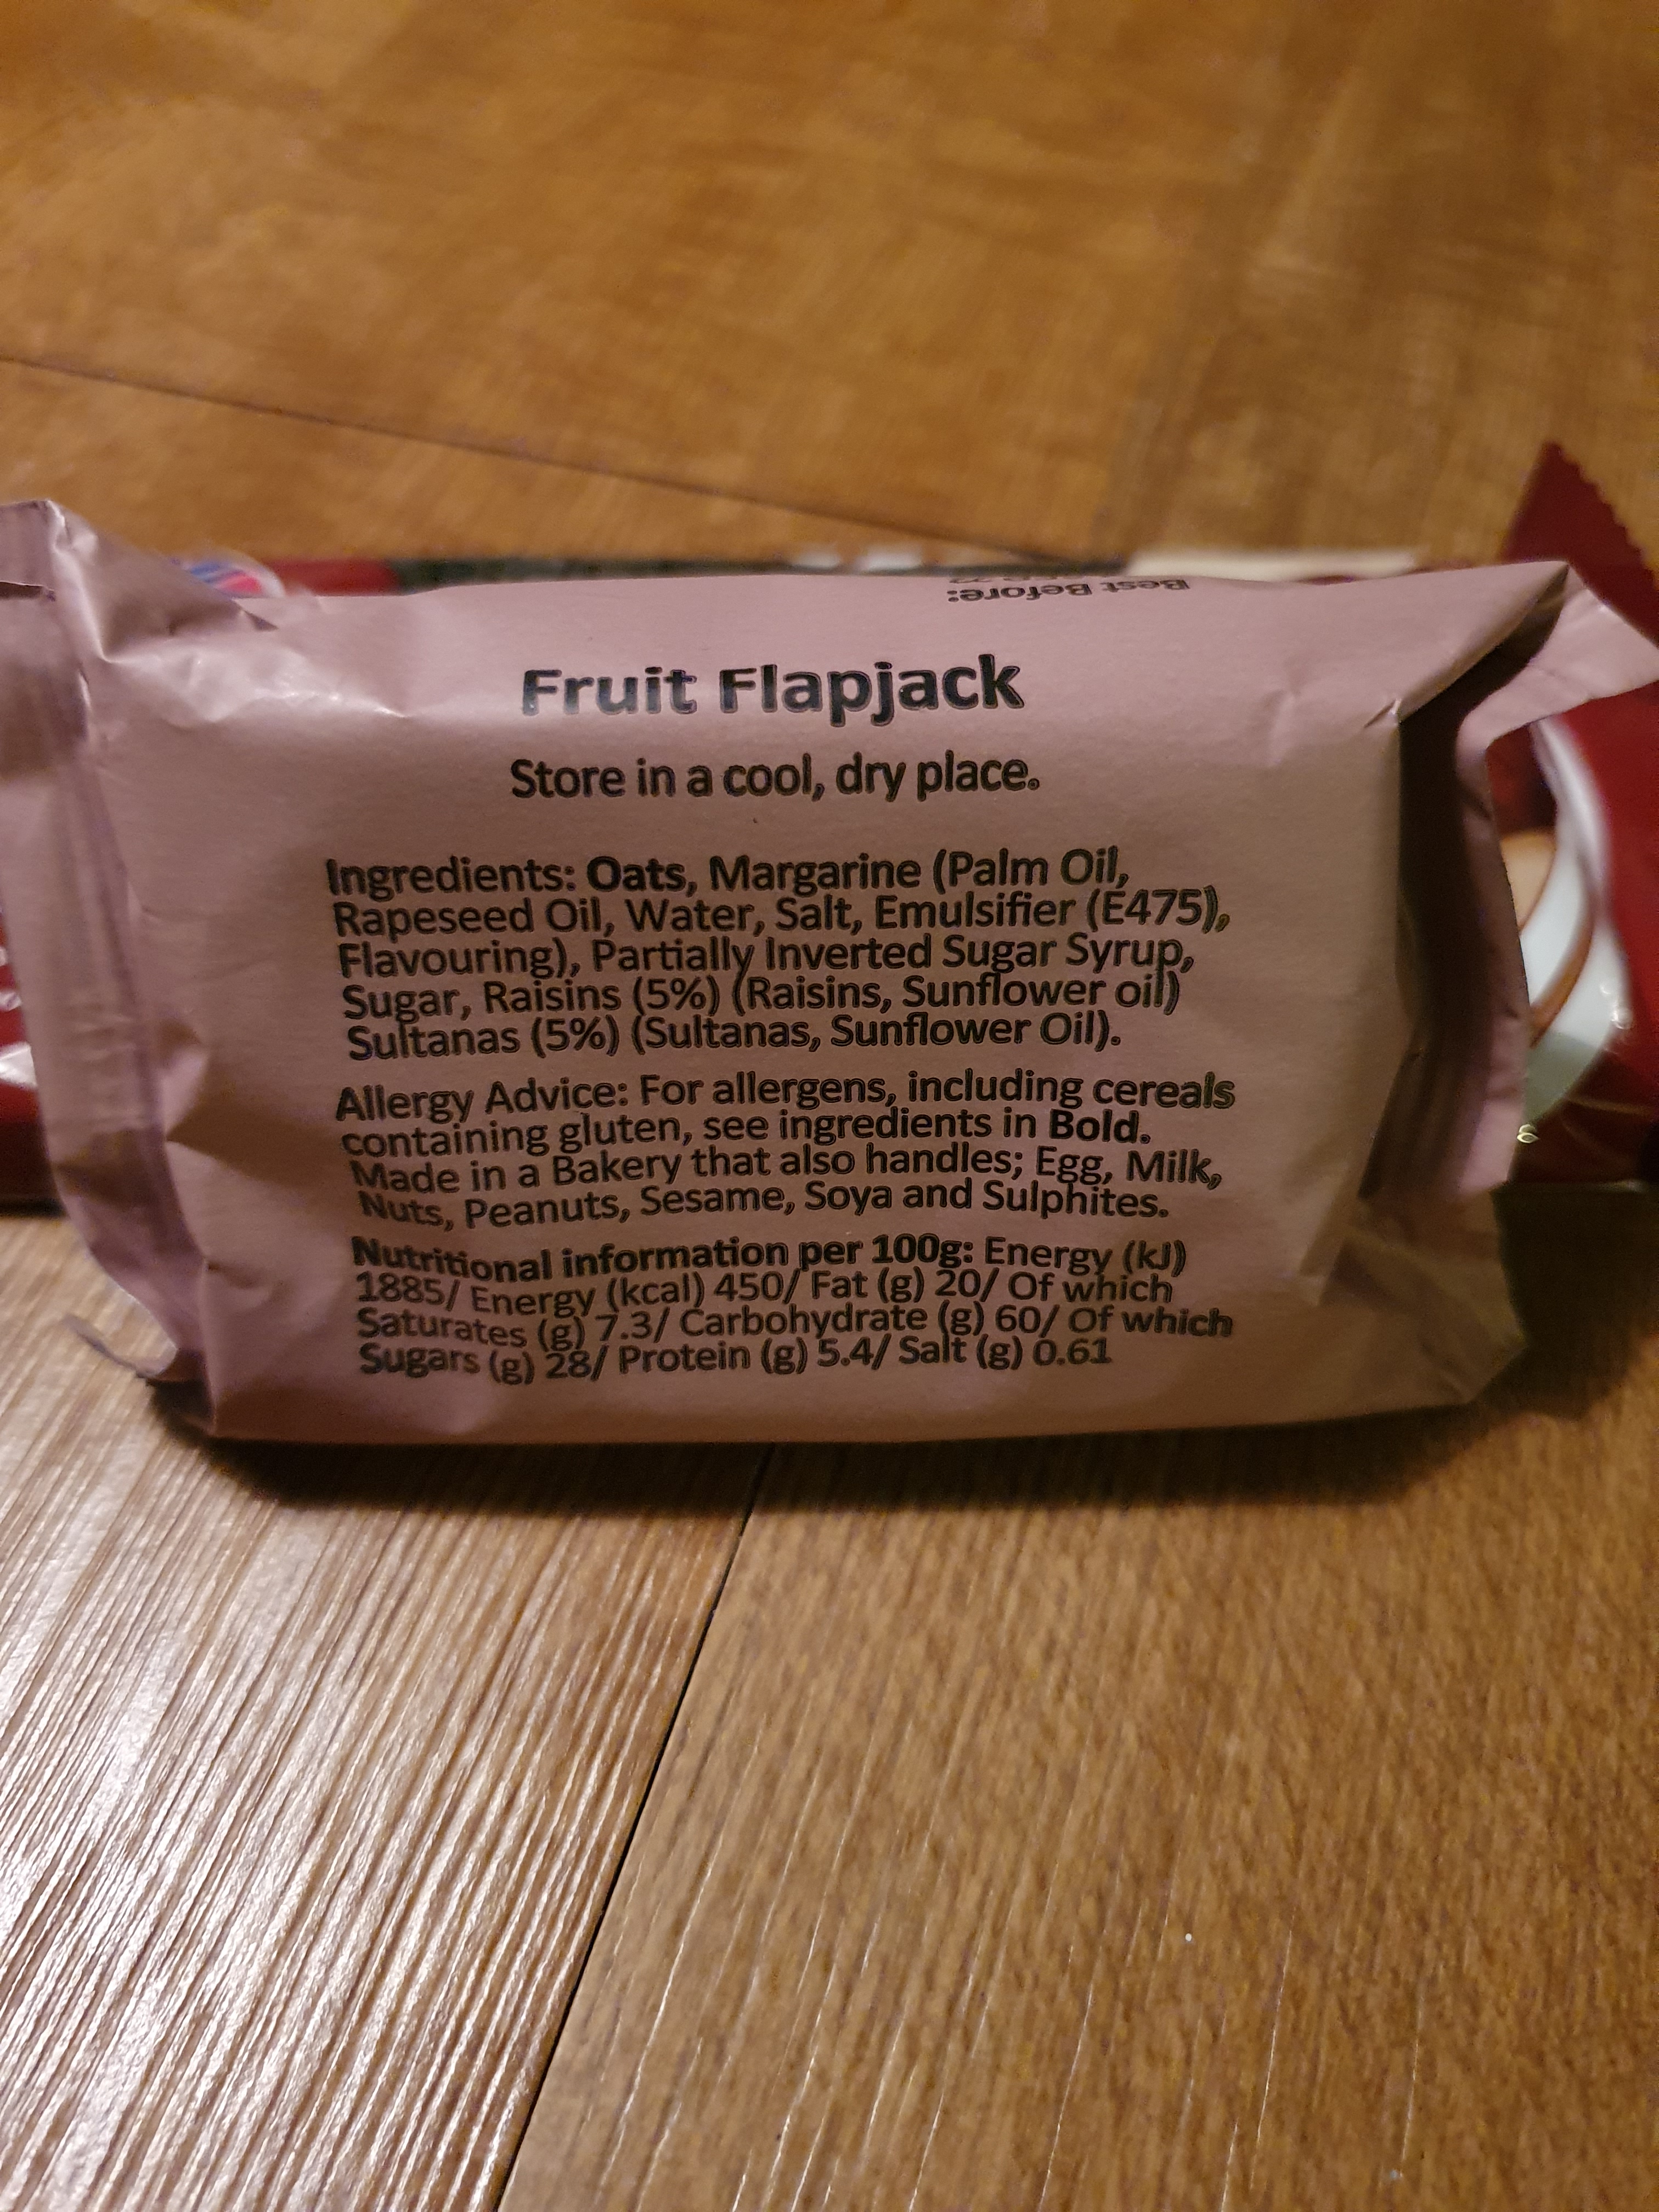 Best Before:
Fruit Flapjack
Store in a cool, dry place.
Ingredients: Oats, Margarine (Palm Oil,
Rapeseed Oil, Water, Salt, Emulsifier (E475),
Flavouring), Partially Inverted Sugar Syrup,
Sugar, Raisins (5%) (Raisins, Sunflower oil)
Sultanas (5%) (Sultanas, Sunflower Oil).
Allergy Advice: For allergens, including cereals
containing gluten, see ingredients in Bold.
Made in a Bakery that also handles; Egg, Milk,
Nuts, Peanuts, Sesame, Soya and Sulphites.
Nutritional information per 100g: Energy (kJ)
1885/ Energy (kcal) 450/ Fat (g) 20/ Of which
Saturates (g) 7.3/ Carbohydrate (g) 60/ Of which
Sugars (g) 28/ Protein (g) 5.4/ Salt (g) 0.61